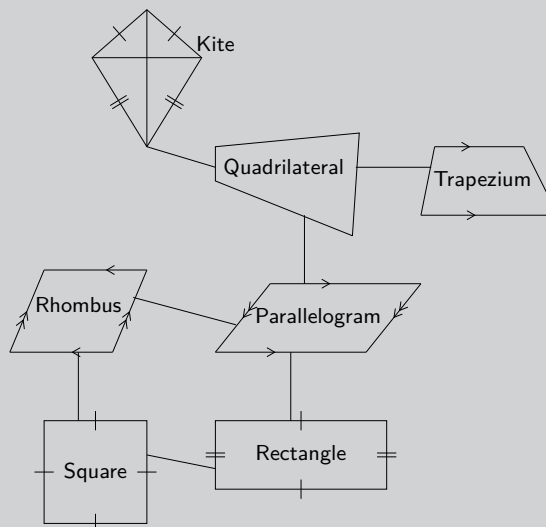 Kite
Quadrilateral
Trapezium
Rhombus
Parallelogram
Square
Rectangle